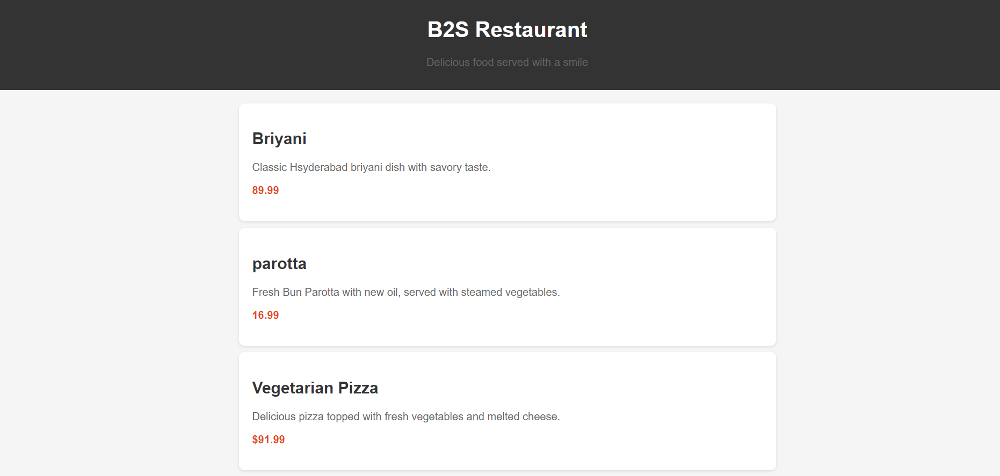 B2S Restaurant
Delicious food served with a smile
Briyani
Classic Hsyderabad briyani dish with savory taste.
89.99
parotta
Fresh Bun Parotta with new oil, served with steamed vegetables.
16.99
Vegetarian Pizza
Delicious pizza topped with fresh vegetables and melted cheese.
$91.99